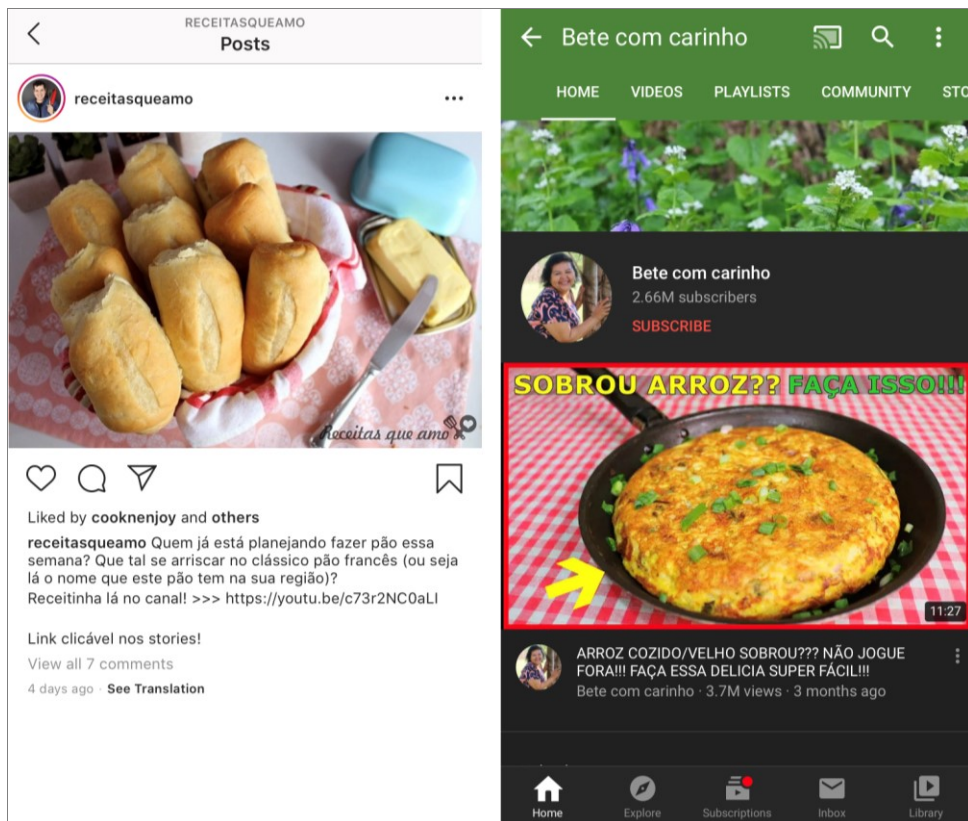 RECEITASQUEAMO
Posts
receitasqueamo
Receitas que amo
Liked by cooknenjoy and others
receitasqueamo Quem já está planejando fazer pão essa
semana? Que tal se arriscar no clássico pão francês (ou seja
lá o nome que este pão tem na sua região)?
Receitinha lá no canal! >>> https://youtu.be/c73r2NC0aLI
Link clicável nos stories!
View all 7 comments
4 days ago · See Translation
Bete com carinho
HOME VIDEOS PLAYLISTS COMMUNITY STO
Bete com carinho
2.66M subscribers
SUBSCRIBE
SOBROU ARROZ?? FAÇA ISSO!!!
11:27
ARROZ COZIDO/VELHO SOBROU??? NÃO JOGUE
FORA!!! FAÇA ESSA DELICIA SUPER FÁCIL!!!
Bete com carinho · 3.7M views · 3 months ago
Home Explore Subscriptions Inbox Library